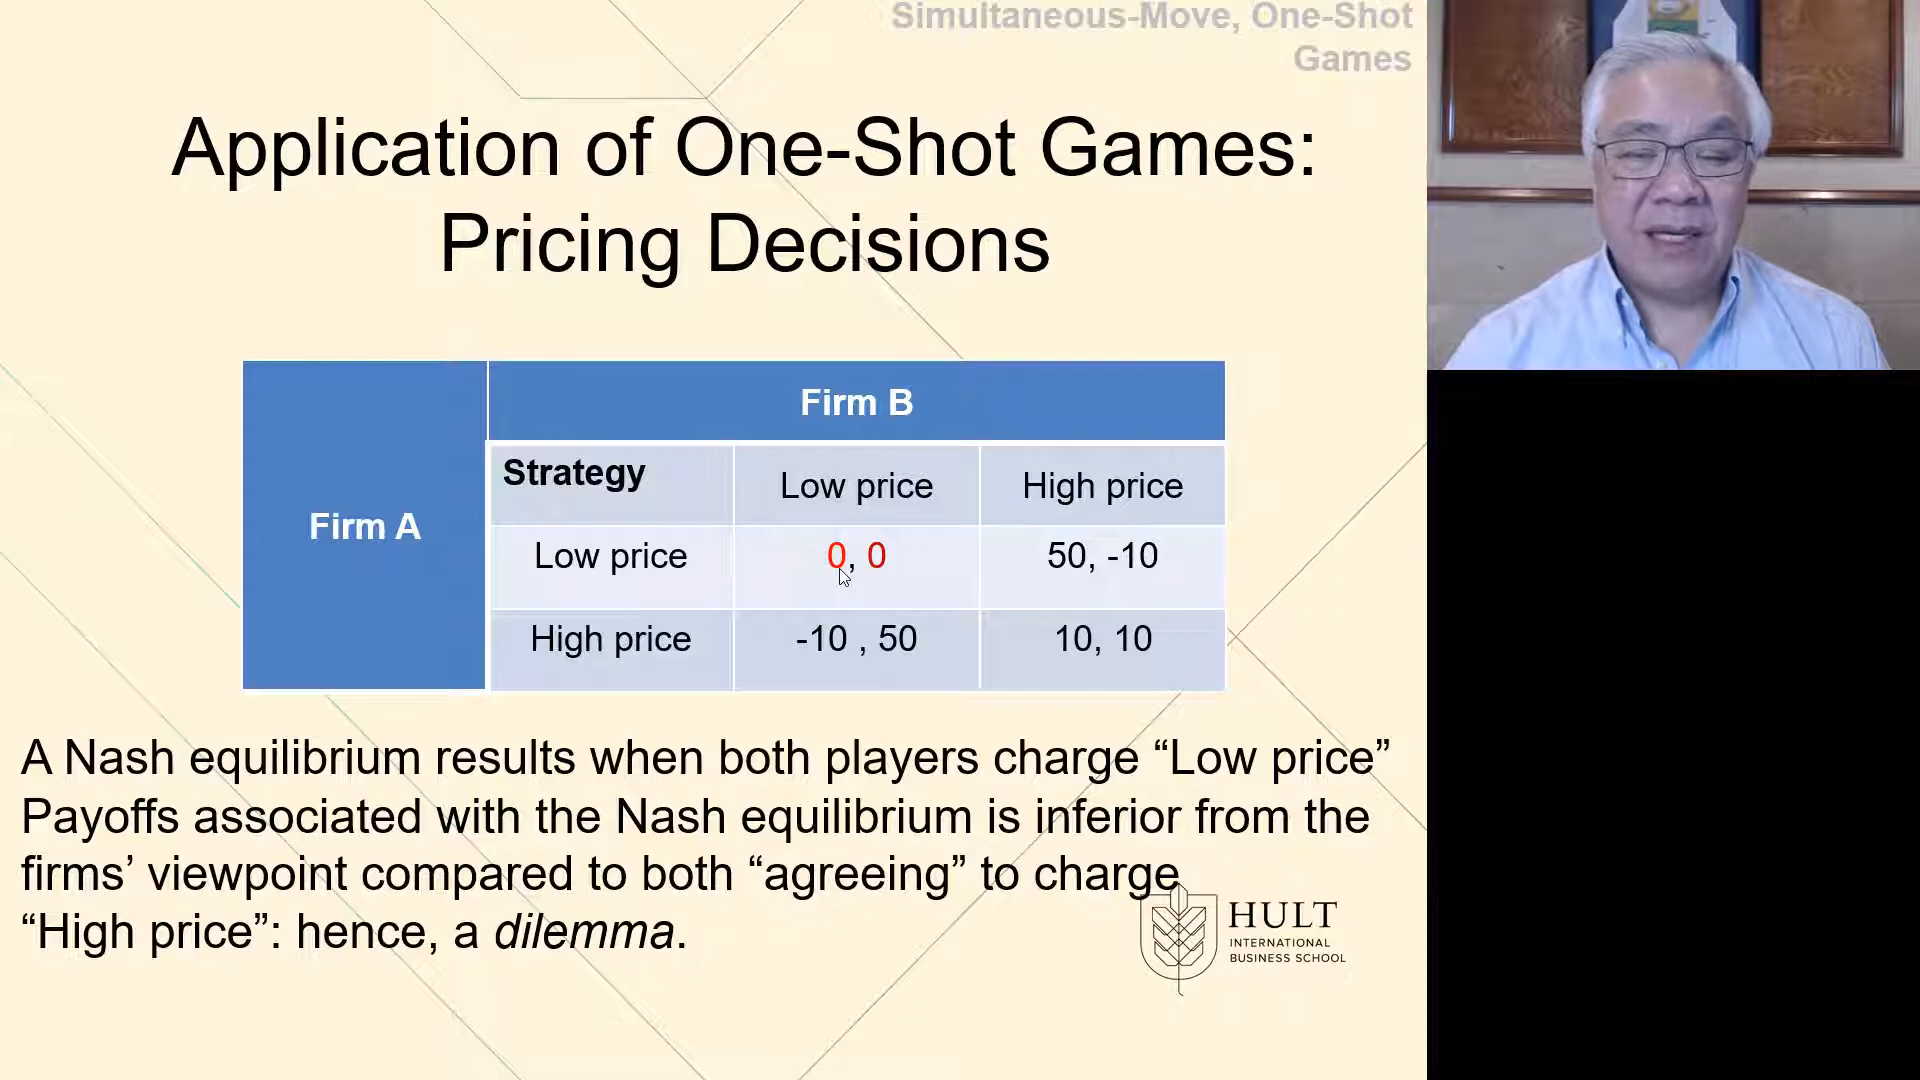 Simultaneous-Move, One-Shot
Games
Application of One-Shot Games:
Pricing Decisions
Firm A
Firm B
Strategy
Low price
High price
Low price
0, 0
50, -10
High price
-10 , 50
10, 10
A Nash equilibrium results when both players charge “Low price”
Payoffs associated with the Nash equilibrium is inferior from the
firms’ viewpoint compared to both “agreeing” to charge
“High price”: hence, a dilemma.
HULT
INTERNATIONAL
BUSINESS SCHOOL